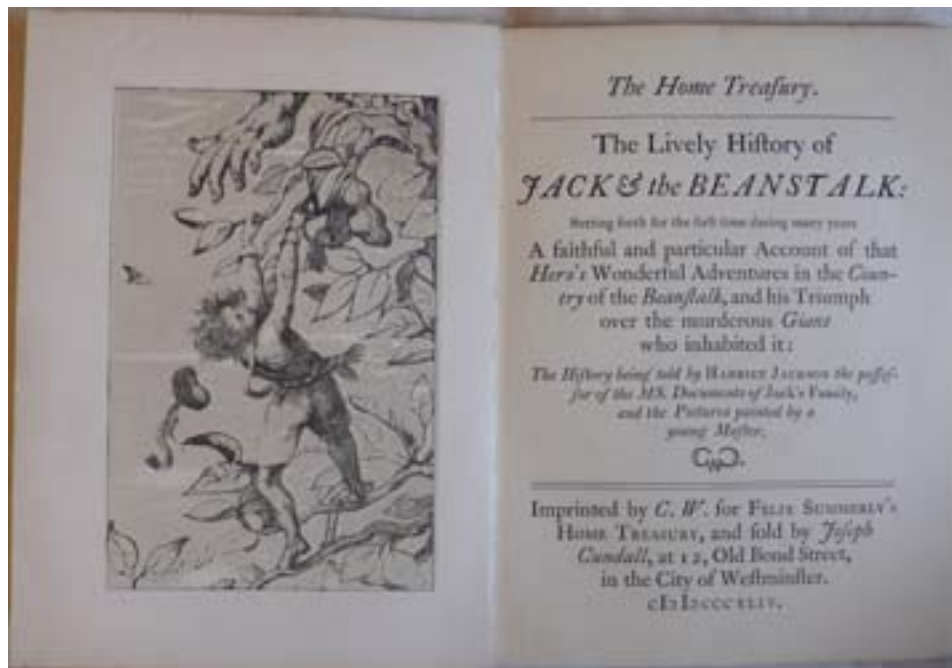 The Home Treaſury.
The Lively Hiſtory of
JACK & the BEANSTALK:
Setting forth for the firſt time during many years
A faithful and particular Account of that
Hero's Wonderful Adventures in the Coun-
try of the Beanſtalk, and his Triumph
over the murderous Giant
who inhabited it:
The Hiſtory being told by HARRIET JACKSON the poſſeſ-
ſor of the MS. Documents of Jack's Family,
and the Pictures painted by a
young Maſter,
Imprinted by C. W. for FELIX SUMMERLY'S
HOME TREASURY, and ſold by Joſeph
Cundall, at 12, Old Bond Street,
in the City of Weſtminſter.
cIɔIɔcccxliv.